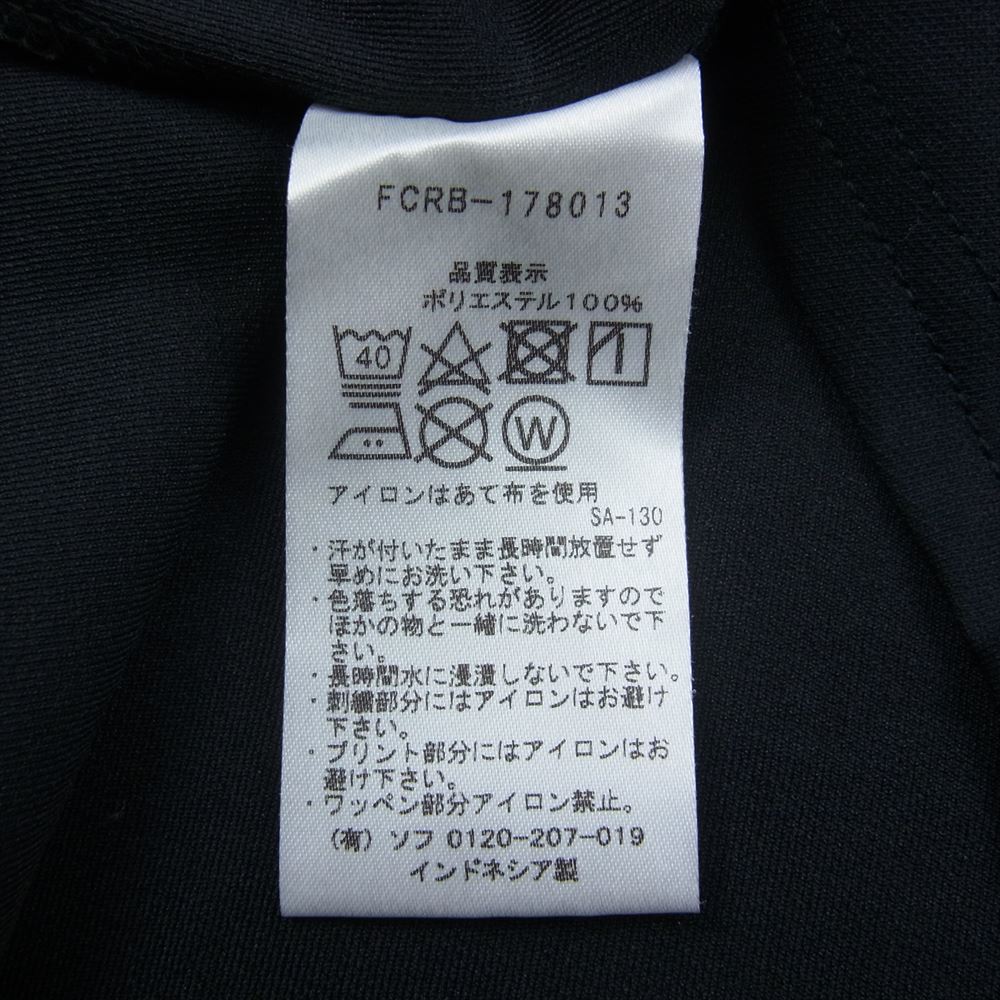 FCRB-178013
品質表示
ポリエステル100%
40
W
アイロンはあて布を使用
SA-130
・汗が付いたまま長時間放置せず
早めにお洗い下さい。
・色落ちする恐れがありますので
ほかの物と一緒に洗わないで下
さい。
・長時間水に浸漬しないで下さい。
・刺繍部分にはアイロンはお避け
下さい。
・プリント部分にはアイロンはお
避け下さい。
・ワッペン部分アイロン禁止。
(有) ソフ 0120-207-019
インドネシア製